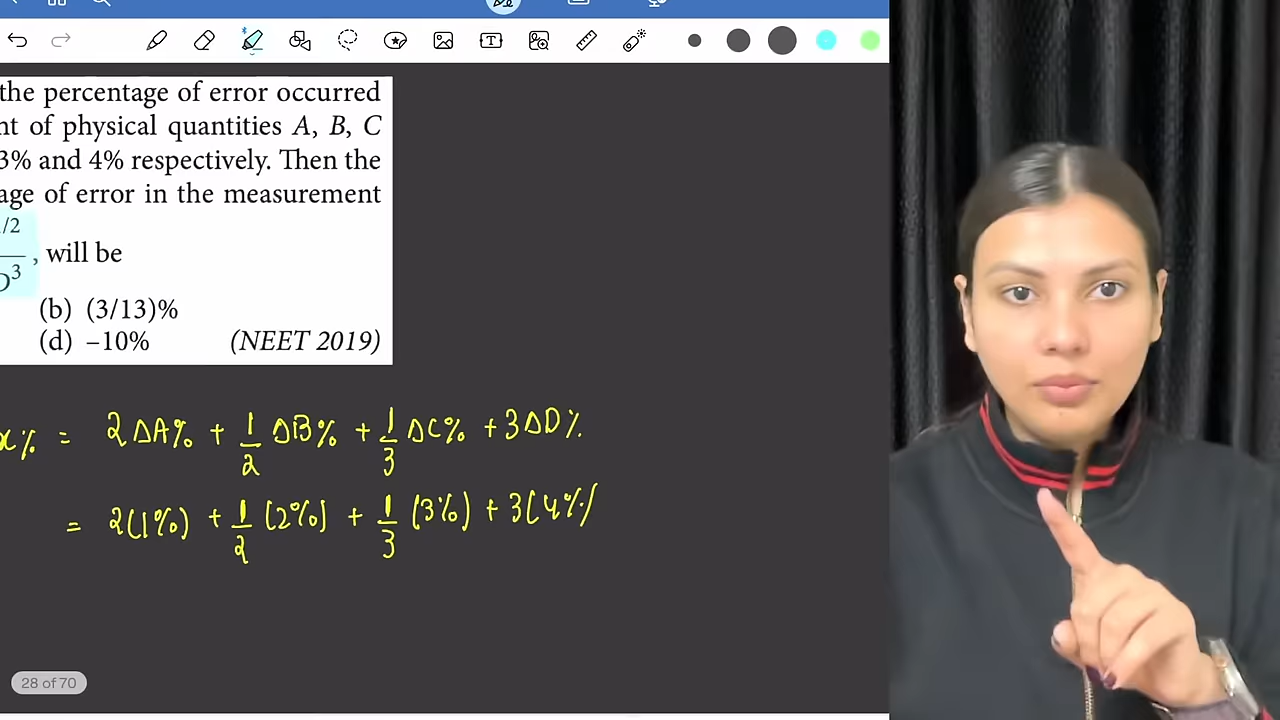 the percentage of error occurred
of physical quantities A, B, C
3% and 4% respectively. Then the
of error in the measurement
/2
D³ , will be
(b) (3/13)%
(d) –10% (NEET 2019)
x% = 2ΔA% + 1/2 ΔB% + 1/3 ΔC% + 3ΔD%
= 2(1%) + 1/2 (2%) + 1/3 (3%) + 3(4%)
28 of 70